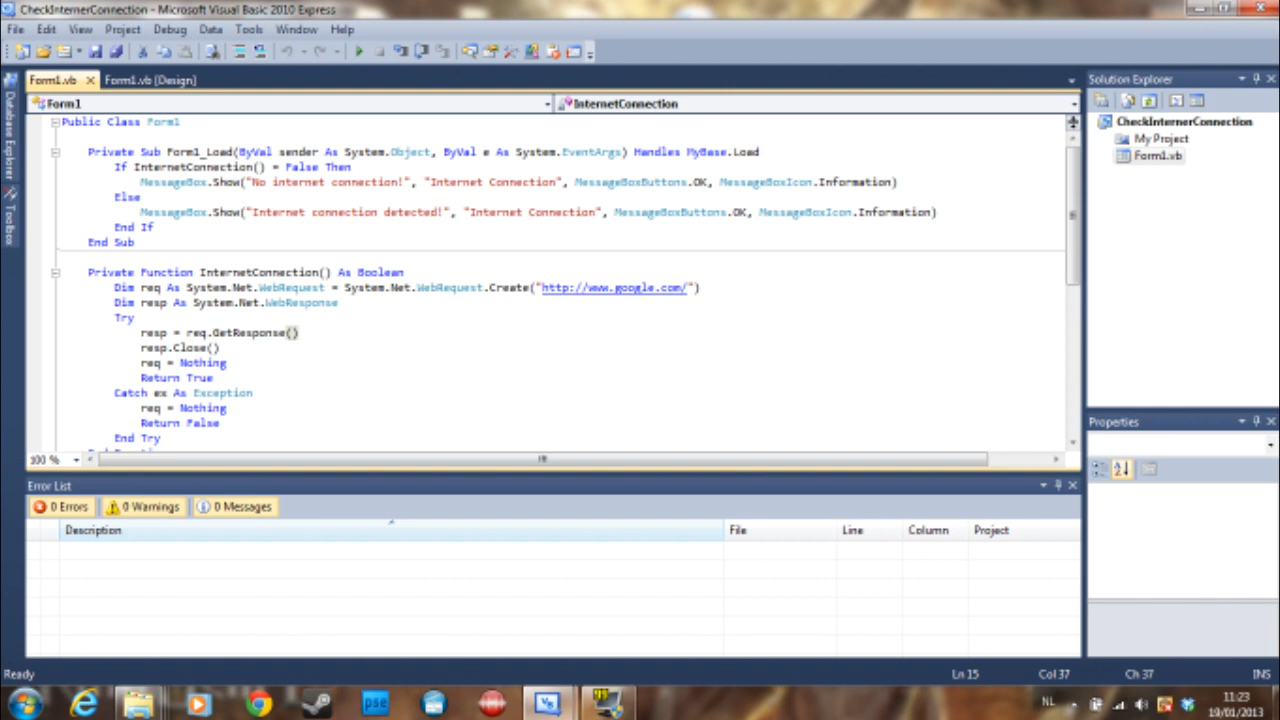 CheckInternerConnection - Microsoft Visual Basic 2010 Express
File Edit View Project Debug Data Tools Window Help
Form1.vb Form1.vb [Design]
Form1 InternetConnection
Public Class Form1
Private Sub Form1_Load(ByVal sender As System.Object, ByVal e As System.EventArgs) Handles MyBase.Load
If InternetConnection() = False Then
MessageBox.Show("No internet connection!", "Internet Connection", MessageBoxButtons.OK, MessageBoxIcon.Information)
Else
MessageBox.Show("Internet connection detected!", "Internet Connection", MessageBoxButtons.OK, MessageBoxIcon.Information)
End If
End Sub
Private Function InternetConnection() As Boolean
Dim req As System.Net.WebRequest = System.Net.WebRequest.Create("http://www.google.com/")
Dim resp As System.Net.WebResponse
Try
resp = req.GetResponse()
resp.Close()
req = Nothing
Return True
Catch ex As Exception
req = Nothing
Return False
End Try
100 %
Database Explorer
Toolbox
Solution Explorer
CheckInternerConnection
My Project
Form1.vb
Properties
Error List
0 Errors 0 Warnings 0 Messages
Description File Line Column Project
Ready Ln 15 Col 37 Ch 37 INS
pse
NL
11:23
19/01/2013